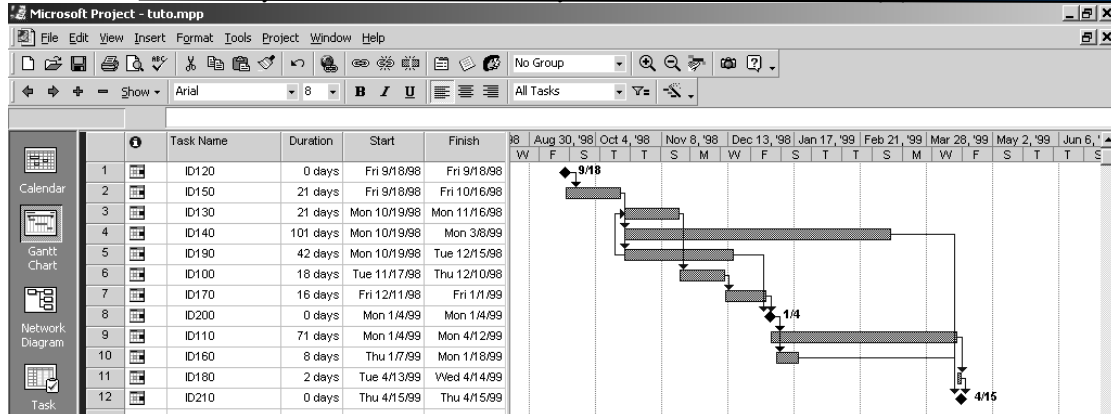 Microsoft Project - tuto.mpp
File Edit View Insert Format Tools Project Window Help
No Group
Show Arial 8 B I U All Tasks
Task Name Duration Start Finish 98 Aug 30, '98 Oct 4, '98 Nov 8, '98 Dec 13, '98 Jan 17, '99 Feb 21, '99 Mar 28, '99 May 2, '99 Jun 6, '
W F S T T S M W F S T T S M W F S T T S
1 ID120 0 days Fri 9/18/98 Fri 9/18/98 9/18
Calendar 2 ID150 21 days Fri 9/18/98 Fri 10/16/98
3 ID130 21 days Mon 10/19/98 Mon 11/16/98
4 ID140 101 days Mon 10/19/98 Mon 3/8/99
Gantt Chart 5 ID190 42 days Mon 10/19/98 Tue 12/15/98
6 ID100 18 days Tue 11/17/98 Thu 12/10/98
7 ID170 16 days Fri 12/11/98 Fri 1/1/99
8 ID200 0 days Mon 1/4/99 Mon 1/4/99 1/4
Network Diagram 9 ID110 71 days Mon 1/4/99 Mon 4/12/99
10 ID160 8 days Thu 1/7/99 Mon 1/18/99
11 ID180 2 days Tue 4/13/99 Wed 4/14/99
Task 12 ID210 0 days Thu 4/15/99 Thu 4/15/99 4/15